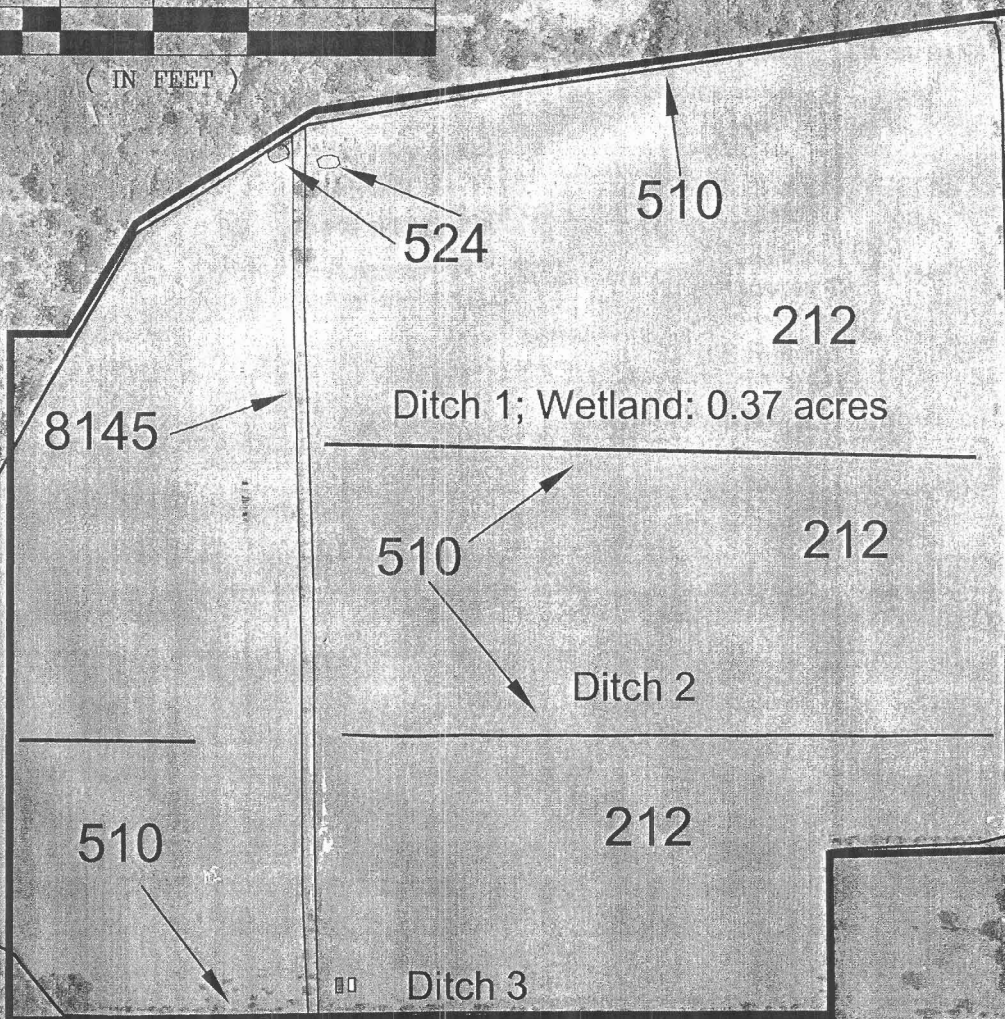 ( IN FEET )
510
524
212
Ditch 1; Wetland: 0.37 acres
8145
510
212
Ditch 2
510
212
Ditch 3